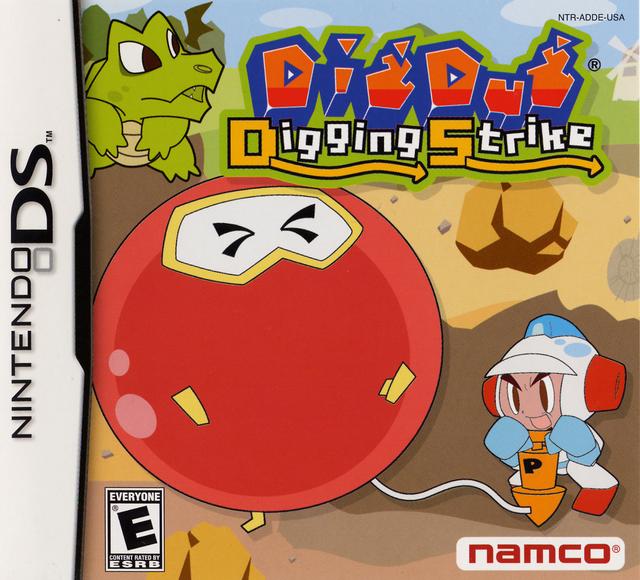 NTR-ADDE-USA
Dig Dug®
Digging Strike
NINTENDO DS™
P
EVERYONE
E®
CONTENT RATED BY
ESRB
namco®